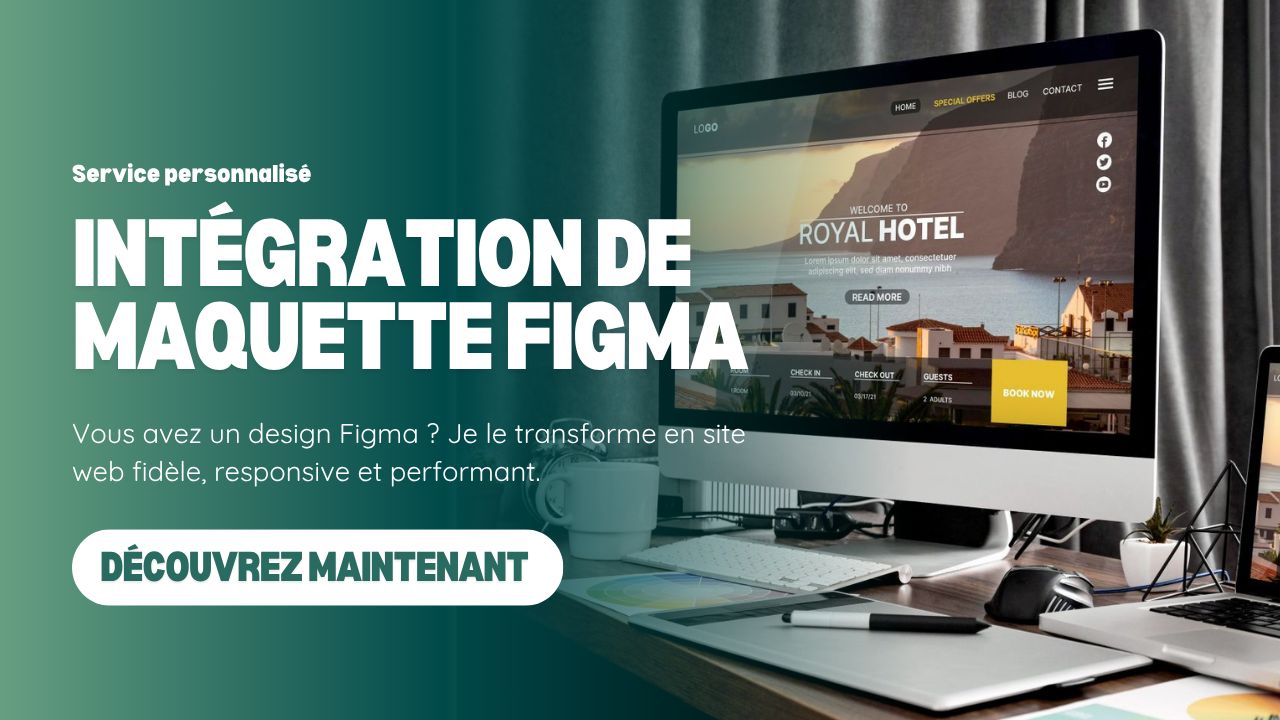 Service personnalisé
INTÉGRATION DE
MAQUETTE FIGMA
Vous avez un design Figma ? Je le transforme en site
web fidèle, responsive et performant.
DÉCOUVREZ MAINTENANT
LOGO
HOME SPECIAL OFFERS BLOG CONTACT
WELCOME TO
ROYAL HOTEL
Lorem ipsum dolor sit amet, consectetuer
adipiscing elit, sed diam nonummy nibh
READ MORE
ROOM CHECK IN CHECK OUT GUESTS
1 ROOM 03/10/21 03/17/21 2 ADULTS
BOOK NOW